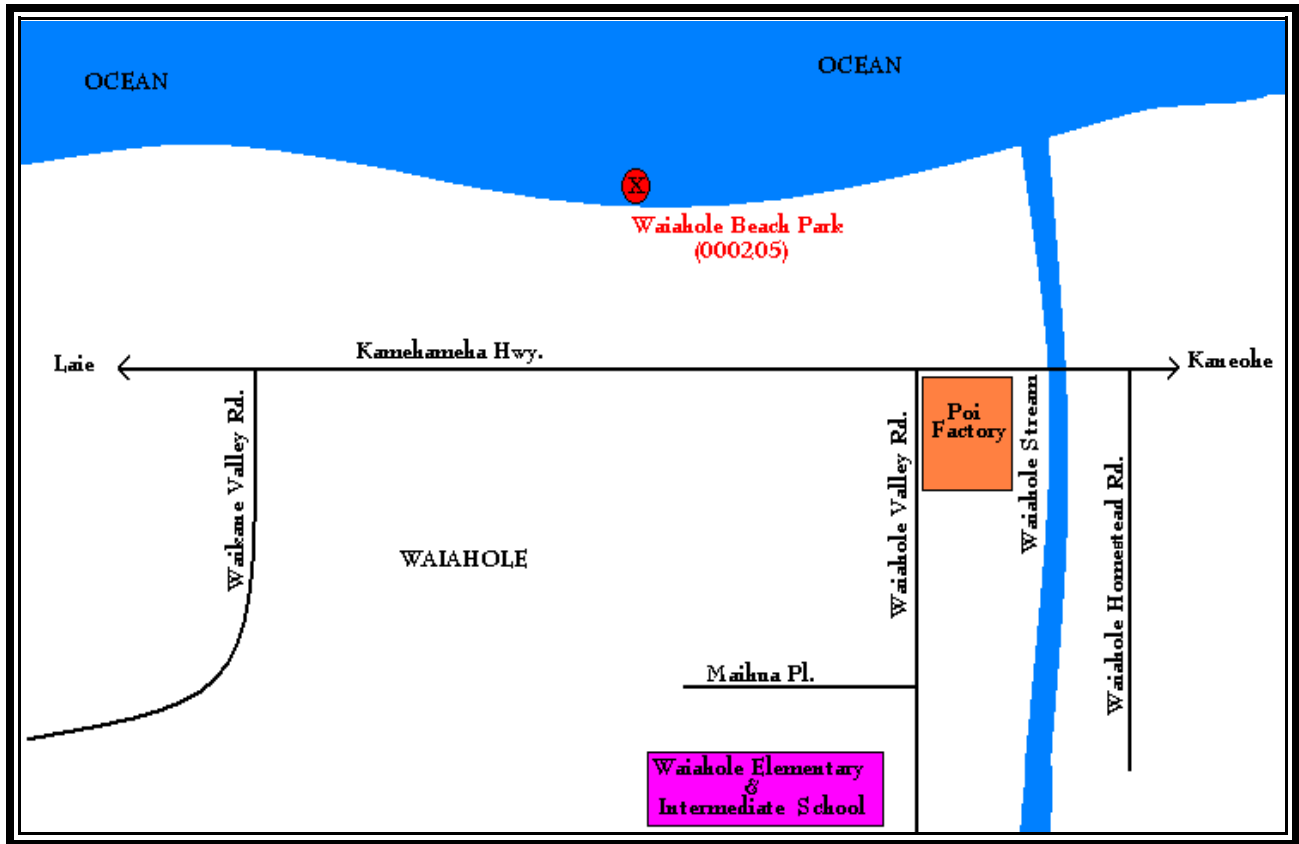 OCEAN
OCEAN
X
Waiahole Beach Park
(000205)
Laie
Kamehameha Hwy.
Kaneohe
Waikane Valley Rd.
Waiahole Valley Rd.
Poi
Factory
Waiahole Stream
Waiahole Homestead Rd.
WAIAHOLE
Maihua Pl.
Waiahole Elementary
&
Intermediate School